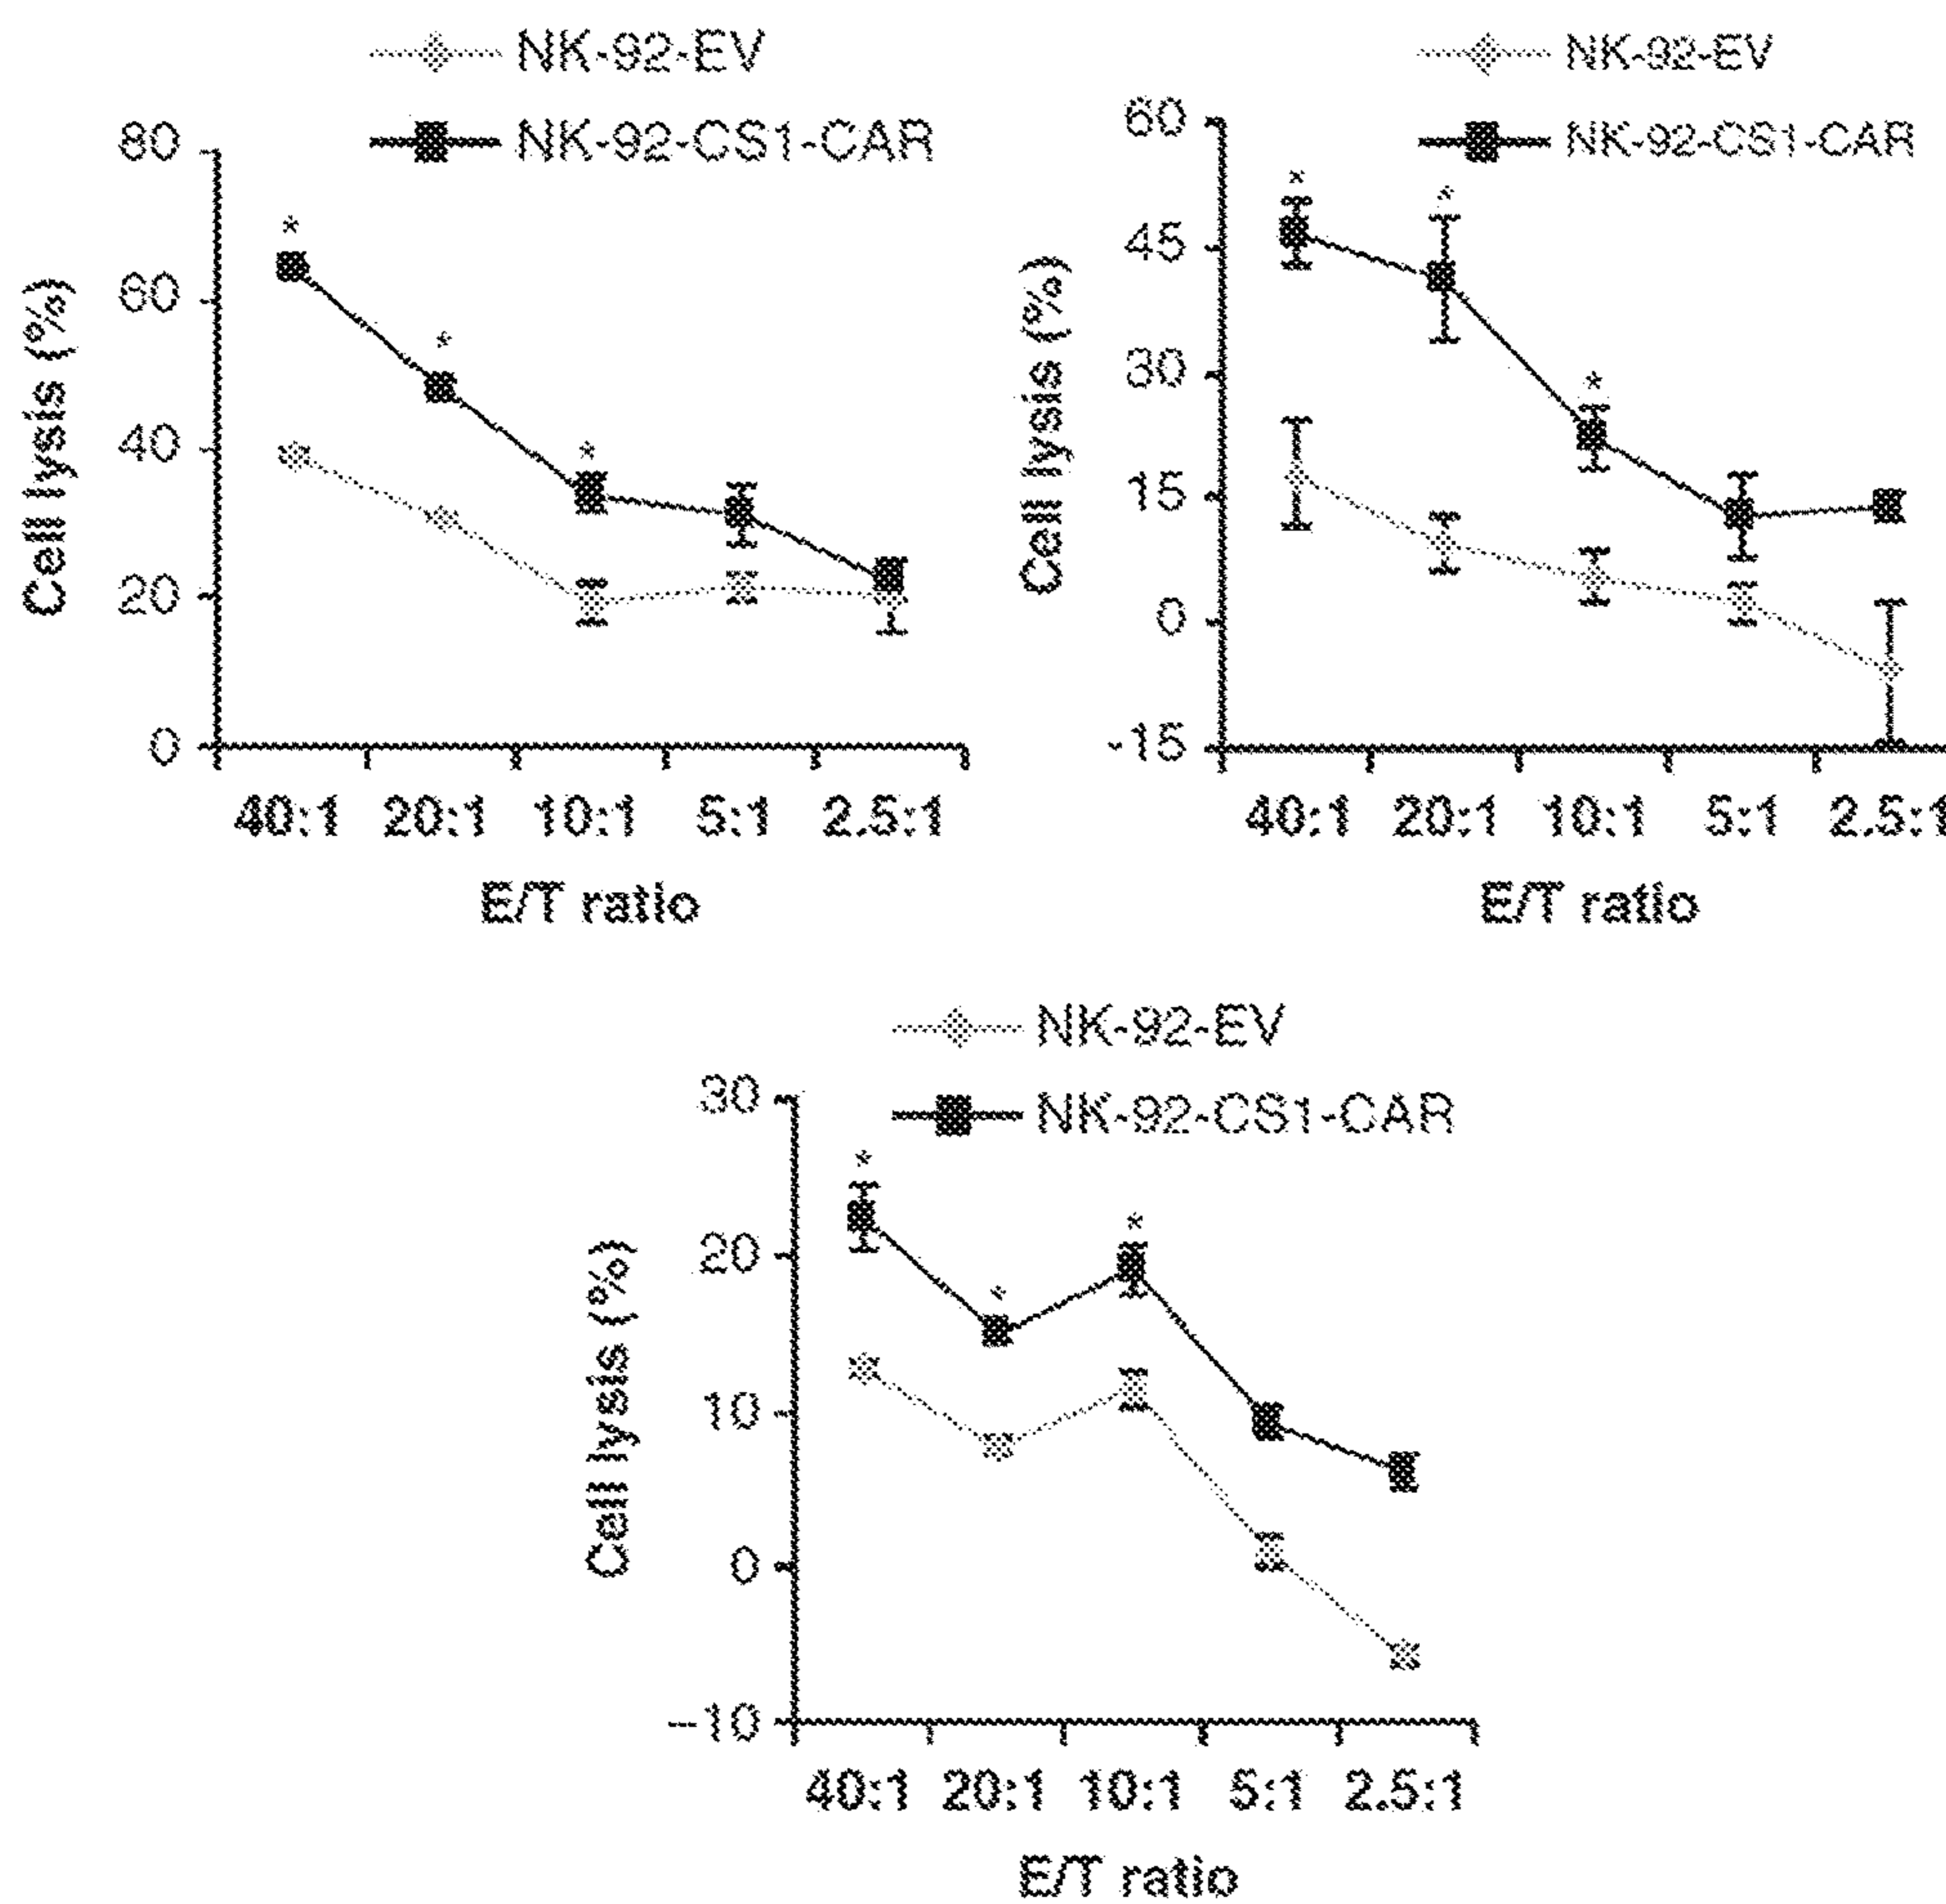 NK-92-EV
NK-92-CS1-CAR
80
60
40
20
0
Cell lysis (%)
*
*
*
40:1 20:1 10:1 5:1 2.5:1
E/T ratio
NK-92-EV
NK-92-CS1-CAR
60
45
30
15
0
-15
Cell lysis (%)
*
*
*
40:1 20:1 10:1 5:1 2.5:1
E/T ratio
NK-92-EV
NK-92-CS1-CAR
30
20
10
0
-10
Cell lysis (%)
*
*
*
40:1 20:1 10:1 5:1 2.5:1
E/T ratio